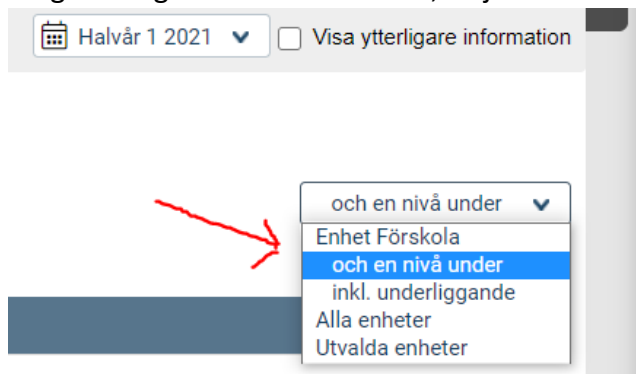 Halvår 1 2021
Visa ytterligare information
och en nivå under
Enhet Förskola
och en nivå under
inkl. underliggande
Alla enheter
Utvalda enheter